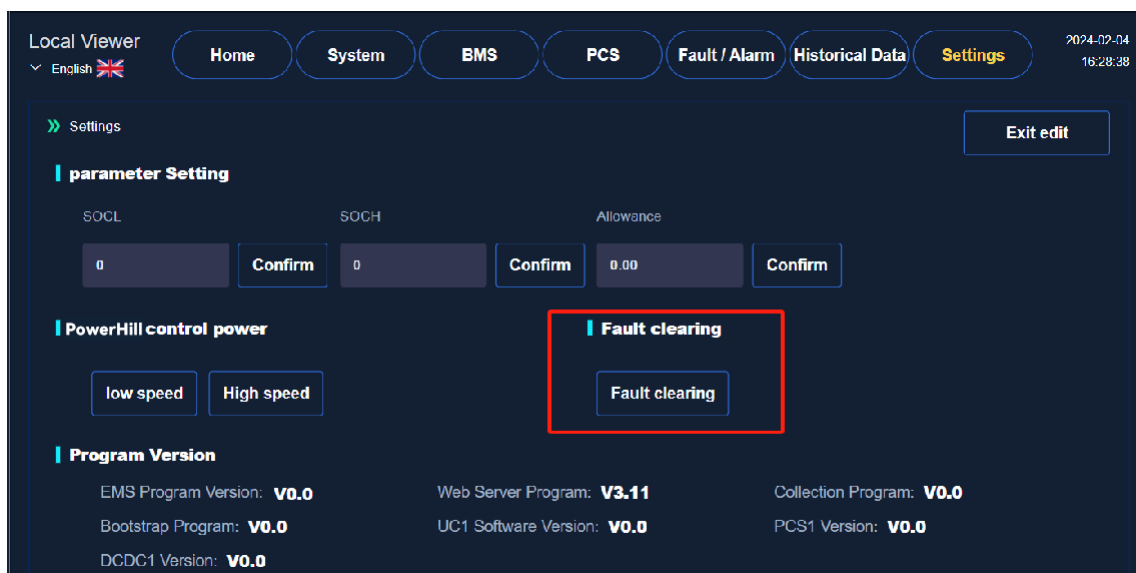 Local Viewer
English
Home
System
BMS
PCS
Fault / Alarm
Historical Data
Settings
2024-02-04
16:28:38
Settings
Exit edit
parameter Setting
SOCL
SOCH
Allowance
0
Confirm
0
Confirm
0.00
Confirm
PowerHill control power
Fault clearing
low speed
High speed
Fault clearing
Program Version
EMS Program Version: V0.0
Web Server Program: V3.11
Collection Program: V0.0
Bootstrap Program: V0.0
UC1 Software Version: V0.0
PCS1 Version: V0.0
DCDC1 Version: V0.0